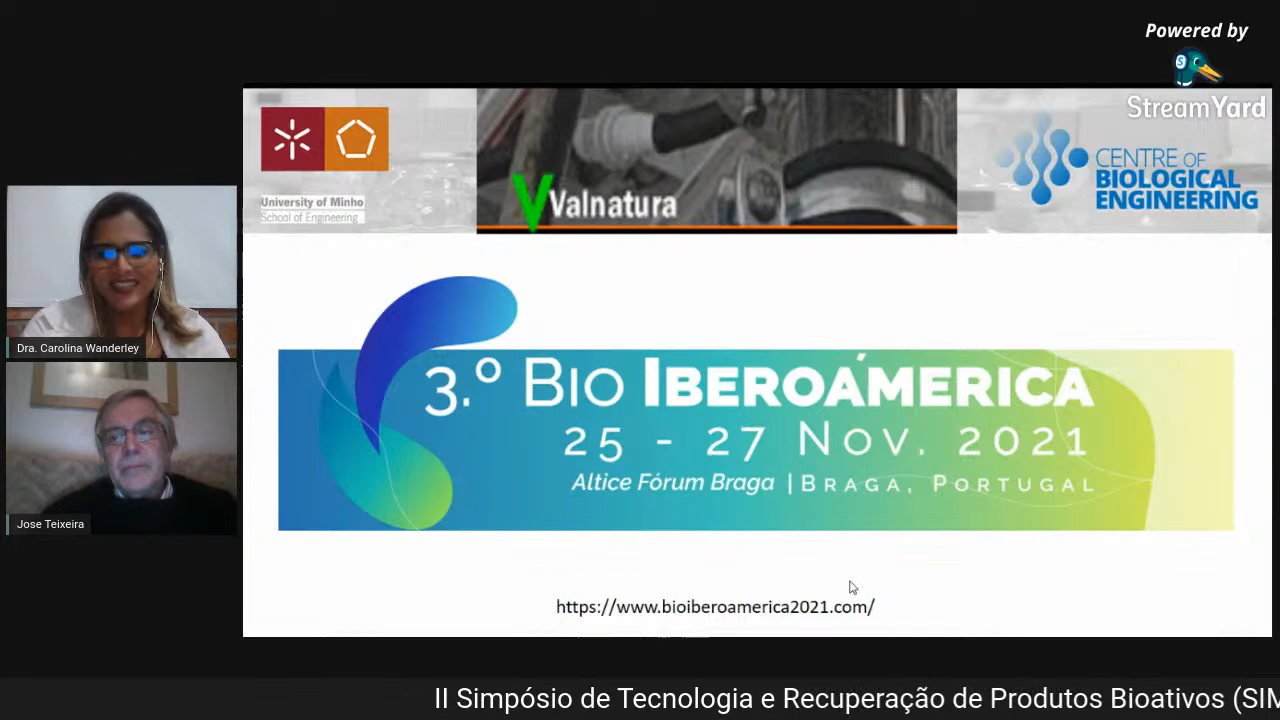 Powered by
StreamYard
University of Minho
School of Engineering
Valnatura
CENTRE OF
BIOLOGICAL
ENGINEERING
Dra. Carolina Wanderley
Jose Teixeira
3.º BIO IBEROÁMERICA
25 - 27 NOV. 2021
Altice Fórum Braga | BRAGA, PORTUGAL
https://www.bioiberoamerica2021.com/
II Simpósio de Tecnologia e Recuperação de Produtos Bioativos (SIM